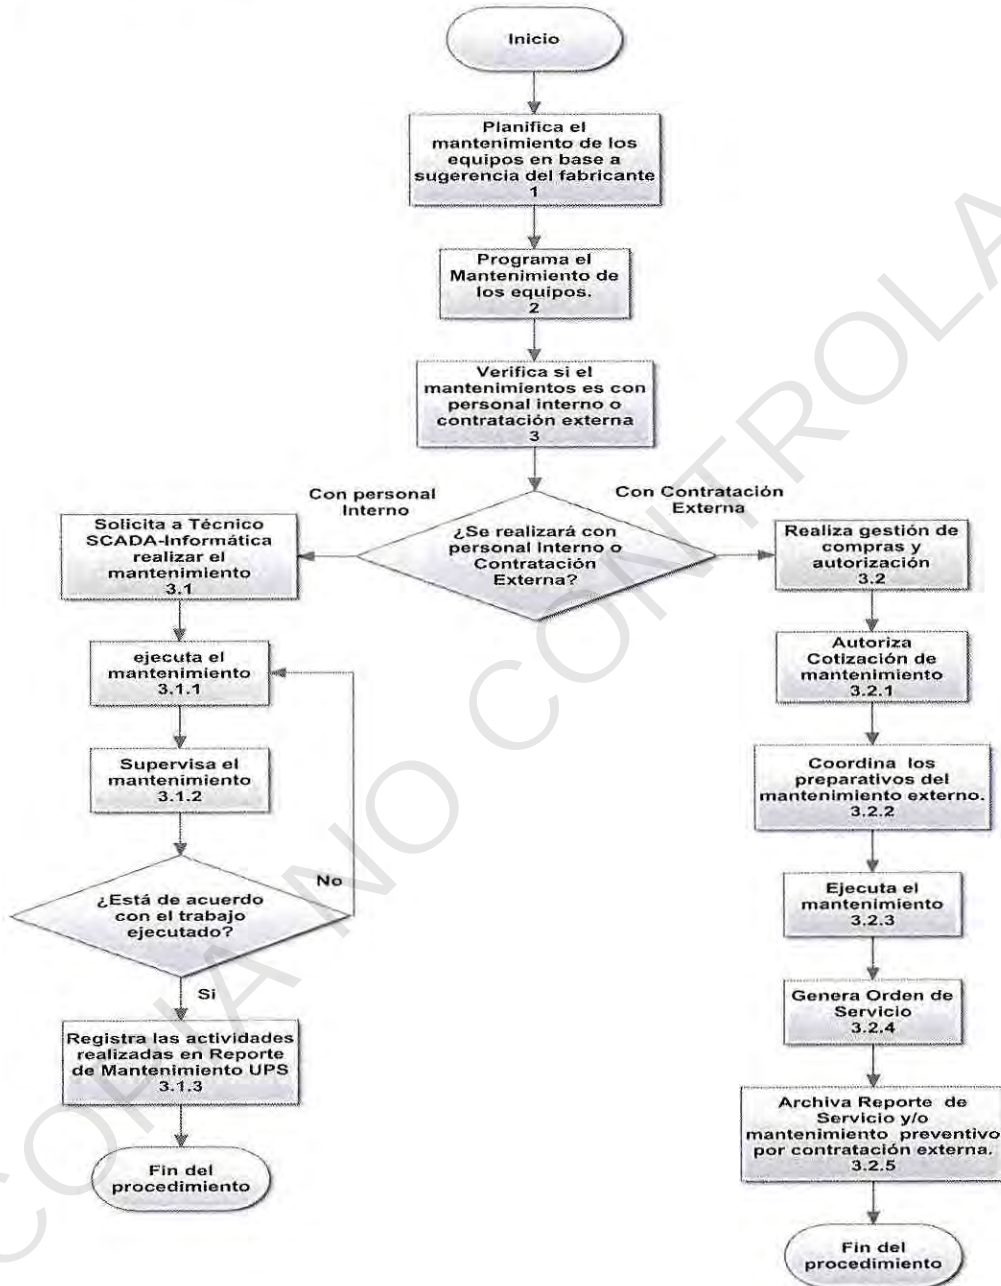 Inicio
Planifica el
mantenimiento de los
equipos en base a
sugerencia del fabricante
1
Programa el
Mantenimiento de
los equipos.
2
Verifica si el
mantenimientos es con
personal interno o
contratación externa
3
¿Se realizará con
personal Interno o
Contratación
Externa?
Con personal
Interno
Solicita a Técnico
SCADA-Informática
realizar el
mantenimiento
3.1
ejecuta el
mantenimiento
3.1.1
Supervisa el
mantenimiento
3.1.2
¿Está de acuerdo
con el trabajo
ejecutado?
No
Si
Registra las actividades
realizadas en Reporte
de Mantenimiento UPS
3.1.3
Fin del
procedimiento
Con Contratación
Externa
Realiza gestión de
compras y
autorización
3.2
Autoriza
Cotización de
mantenimiento
3.2.1
Coordina los
preparativos del
mantenimiento externo.
3.2.2
Ejecuta el
mantenimiento
3.2.3
Genera Orden de
Servicio
3.2.4
Archiva Reporte de
Servicio y/o
mantenimiento preventivo
por contratación externa.
3.2.5
Fin del
procedimiento
COPIA NO CONTROLA